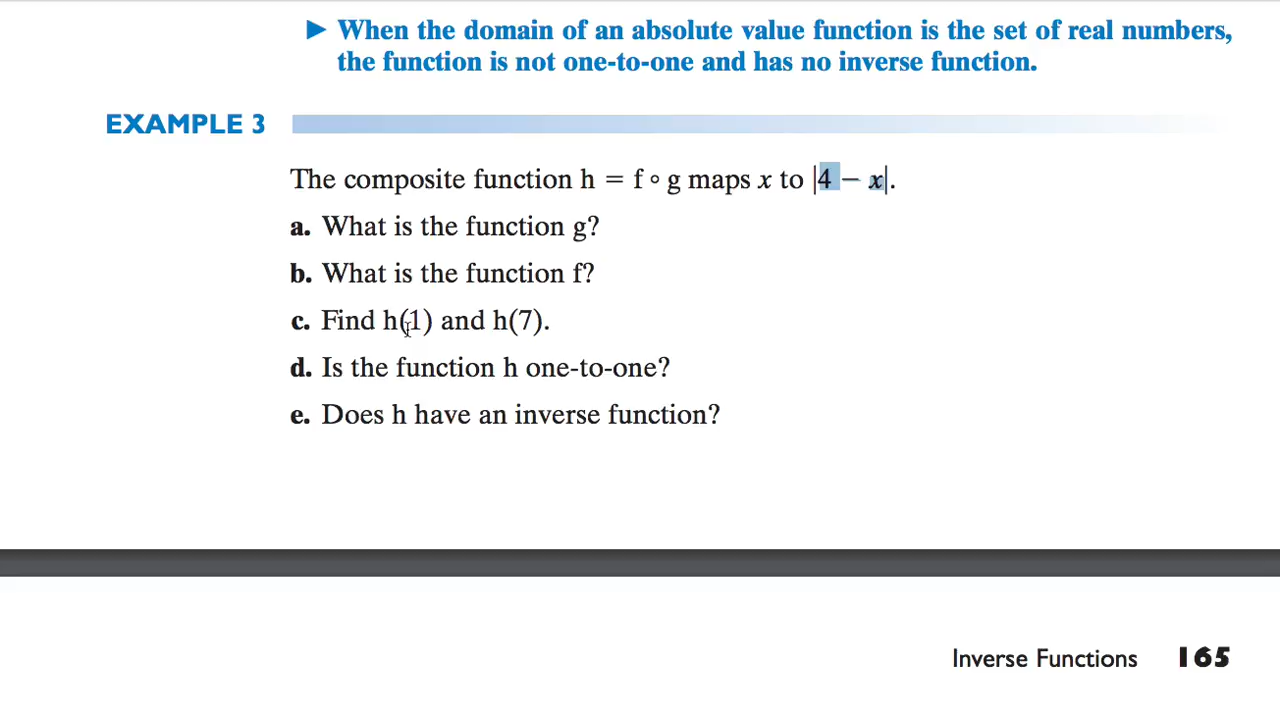 ► When the domain of an absolute value function is the set of real numbers,
the function is not one-to-one and has no inverse function.
EXAMPLE 3
The composite function h = f ∘ g maps x to |4 − x|.
a. What is the function g?
b. What is the function f?
c. Find h(1) and h(7).
d. Is the function h one-to-one?
e. Does h have an inverse function?
Inverse Functions 165